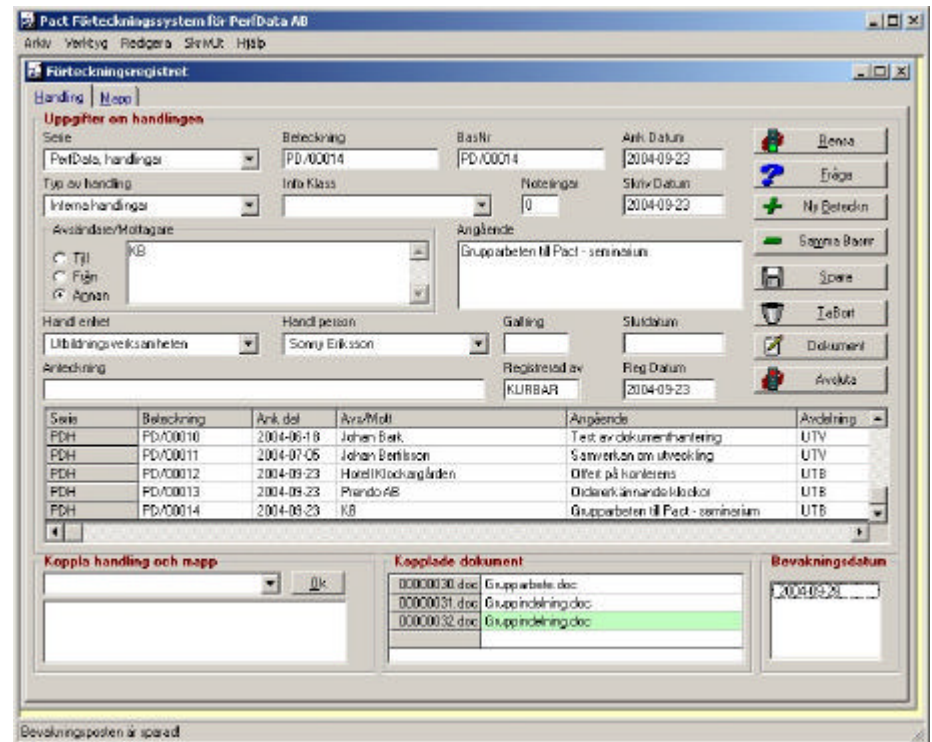 Pact Förteckningssystem för PerfData AB
Arkiv Verktyg Redigera SkrivUt Hjälp
Förteckningsregistret
Handling Mapp
Uppgifter om handlingen
Serie Beteckning BasNr Ank Datum
PerfData, handlingar PD/00014 PD/00014 2004-09-23
Rensa
Typ av handling Info Klass Noteringar Skriv Datum
Fråga
Interna handlingar 0 2004-09-23
Ny Beteckn
Avsändare/Mottagare Angående
Samma Basnr
Till KB Grupparbeten till Pact - seminarium
Från
Annan
Spara
Handl enhet Handl person Gallring Slutdatum
TaBort
Utbildningsverksamheten Sonny Eriksson
Dokument
Anteckning Registrerad av Reg Datum
KURBAR 2004-09-23
Avsluta
Serie Beteckning Ank dat Avs/Mott Angående Avdelning
PDH PD/00010 2004-06-18 Johan Bark Test av dokumenthantering UTV
PDH PD/00011 2004-07-05 Johan Bertilsson Samverkan om utveckling UTV
PDH PD/00012 2004-09-23 Hotell Klockargården Offert på konferens UTB
PDH PD/00013 2004-09-23 Prendo AB Ordererkännande klockor UTB
PDH PD/00014 2004-09-23 KB Grupparbeten till Pact - seminarium UTB
Koppla handling och mapp Kopplade dokument Bevakningsdatum
Ok
00000030.doc Grupparbete.doc
2004-09-28
00000031.doc Gruppindelning.doc
00000032.doc Gruppindelning.doc
Bevakningsposten är sparad!